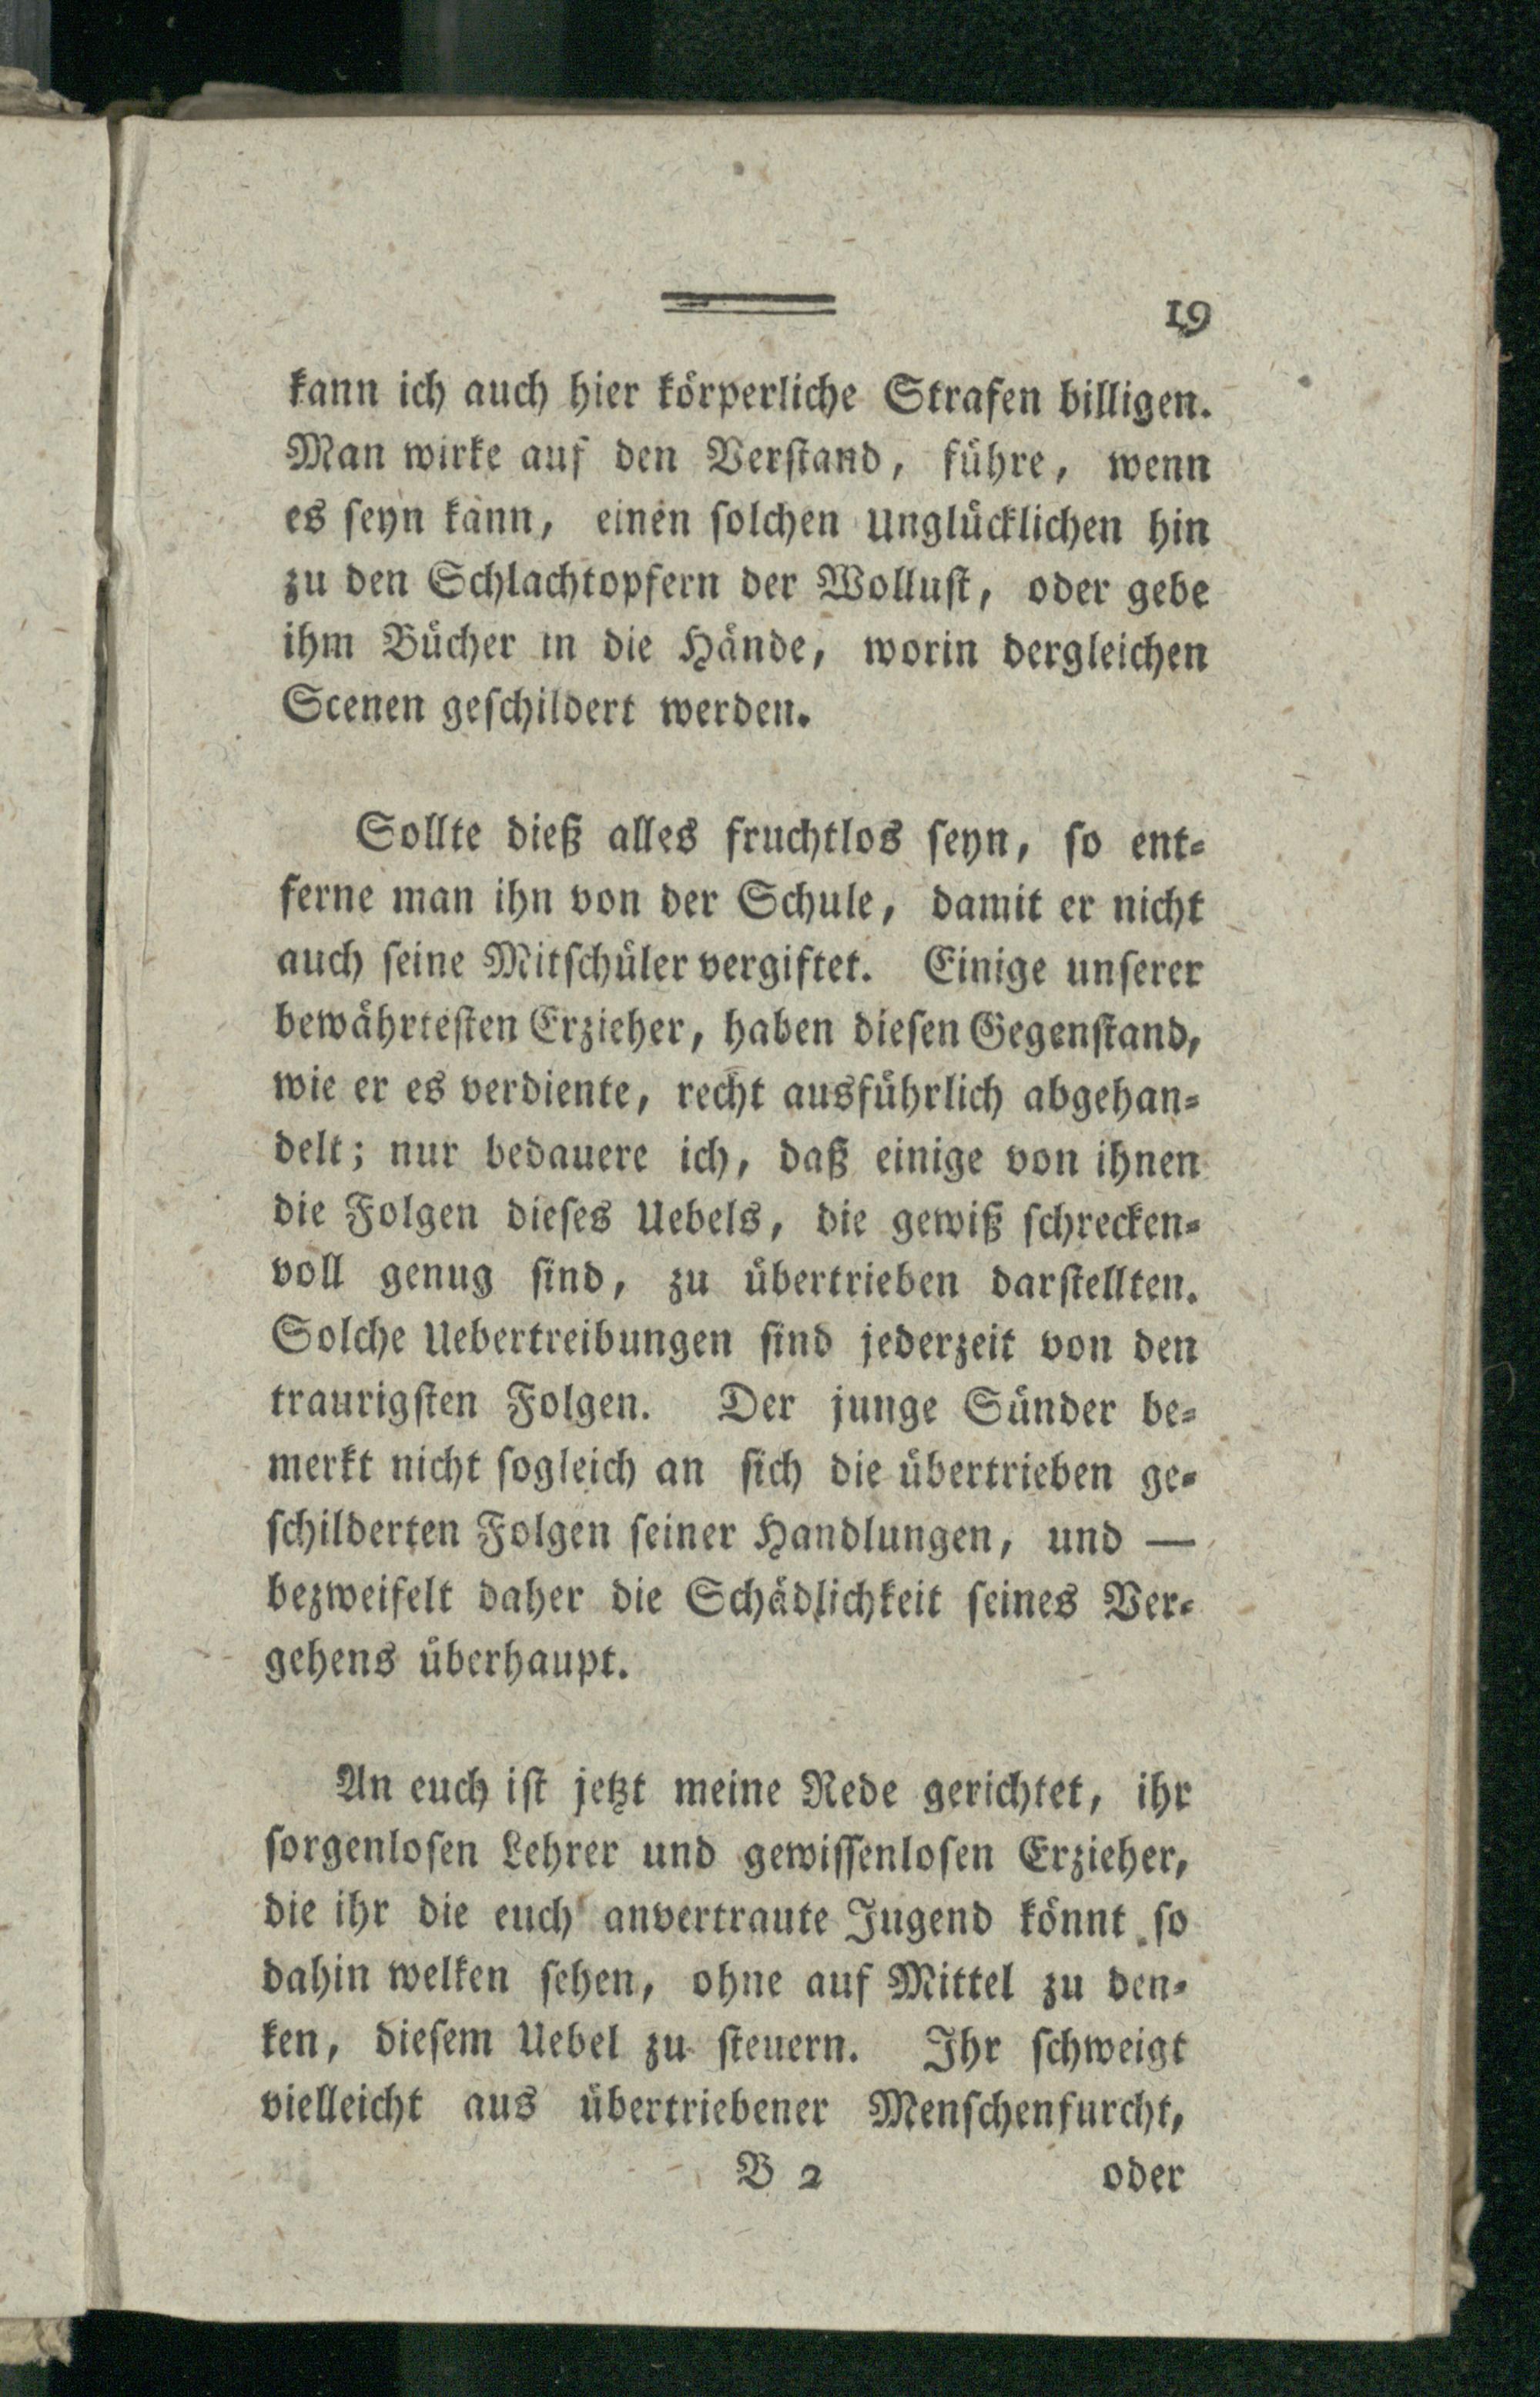 19
kann ich auch hier körperliche Strafen billigen.
Man wirke auf den Verſtand, führe, wenn
es ſeyn kann, einen ſolchen Unglücklichen hin
zu den Schlachtopfern der Wolluſt, oder gebe
ihm Bücher in die Hände, worin dergleichen
Scenen geſchildert werden.
Sollte dieß alles fruchtlos ſeyn, ſo ent-
ferne man ihn von der Schule, damit er nicht
auch ſeine Mitſchüler vergiftet. Einige unſerer
bewährteſten Erzieher, haben dieſen Gegenſtand,
wie er es verdiente, recht ausführlich abgehan-
delt; nur bedauere ich, daß einige von ihnen
die Folgen dieſes Uebels, die gewiß ſchrecken-
voll genug ſind, zu übertrieben darſtellten.
Solche Uebertreibungen ſind jederzeit von den
traurigſten Folgen. Der junge Sünder be-
merkt nicht ſogleich an ſich die übertrieben ge-
ſchilderten Folgen ſeiner Handlungen, und —
bezweifelt daher die Schädlichkeit ſeines Ver-
gehens überhaupt.
An euch iſt jetzt meine Rede gerichtet, ihr
ſorgenloſen Lehrer und gewiſſenloſen Erzieher,
die ihr die euch anvertraute Jugend könnt ſo
dahin welken ſehen, ohne auf Mittel zu den-
ken, dieſem Uebel zu ſteuern. Ihr ſchweigt
vielleicht aus übertriebener Menſchenfurcht,
B 2 oder